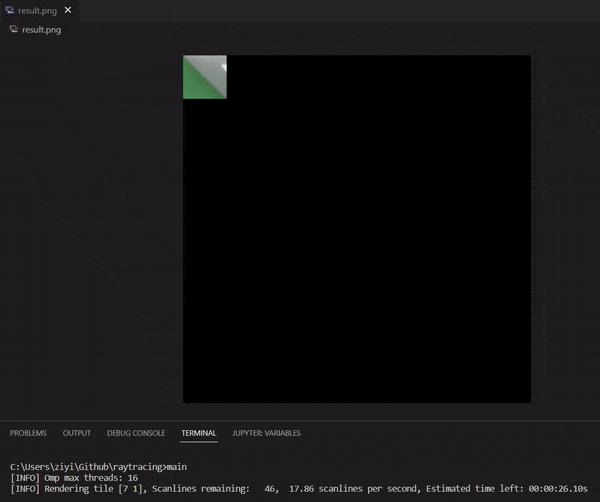 result.png
result.png
PROBLEMS OUTPUT DEBUG CONSOLE TERMINAL JUPYTER: VARIABLES
C:\Users\ziyi\Github\raytracing>main
[INFO] Omp max threads: 16
[INFO] Rendering tile [7 1], Scanlines remaining:   46,  17.86 scanlines per second, Estimated time left: 00:00:26.10s